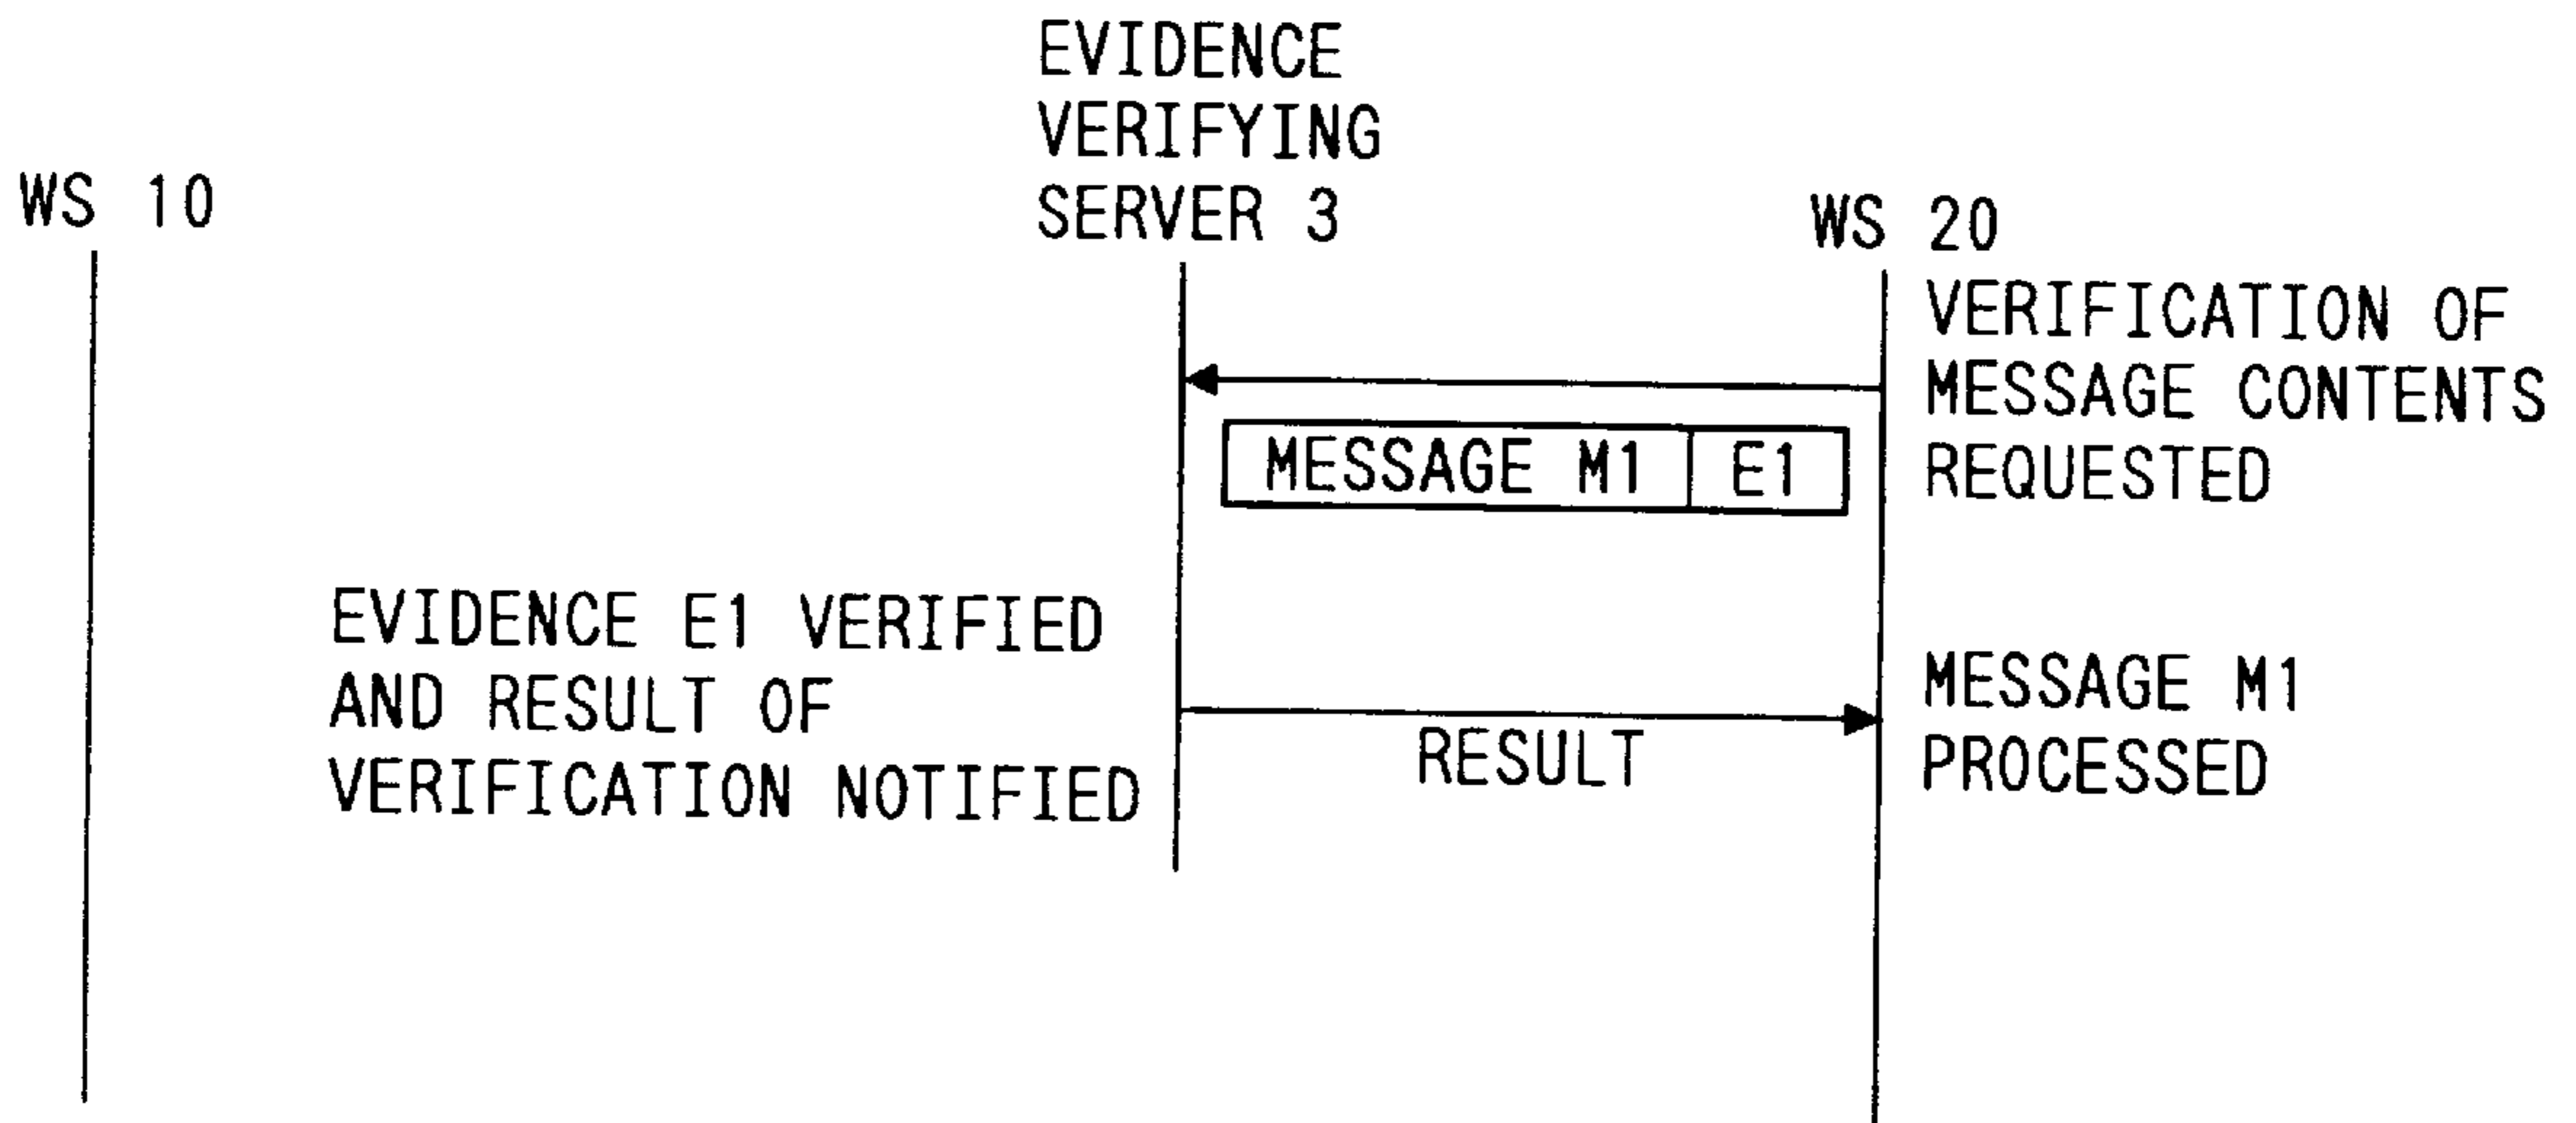 EVIDENCE
VERIFYING
SERVER 3
WS 10
WS 20
VERIFICATION OF
MESSAGE CONTENTS
REQUESTED
MESSAGE M1 E1
EVIDENCE E1 VERIFIED
AND RESULT OF
VERIFICATION NOTIFIED
RESULT
MESSAGE M1
PROCESSED